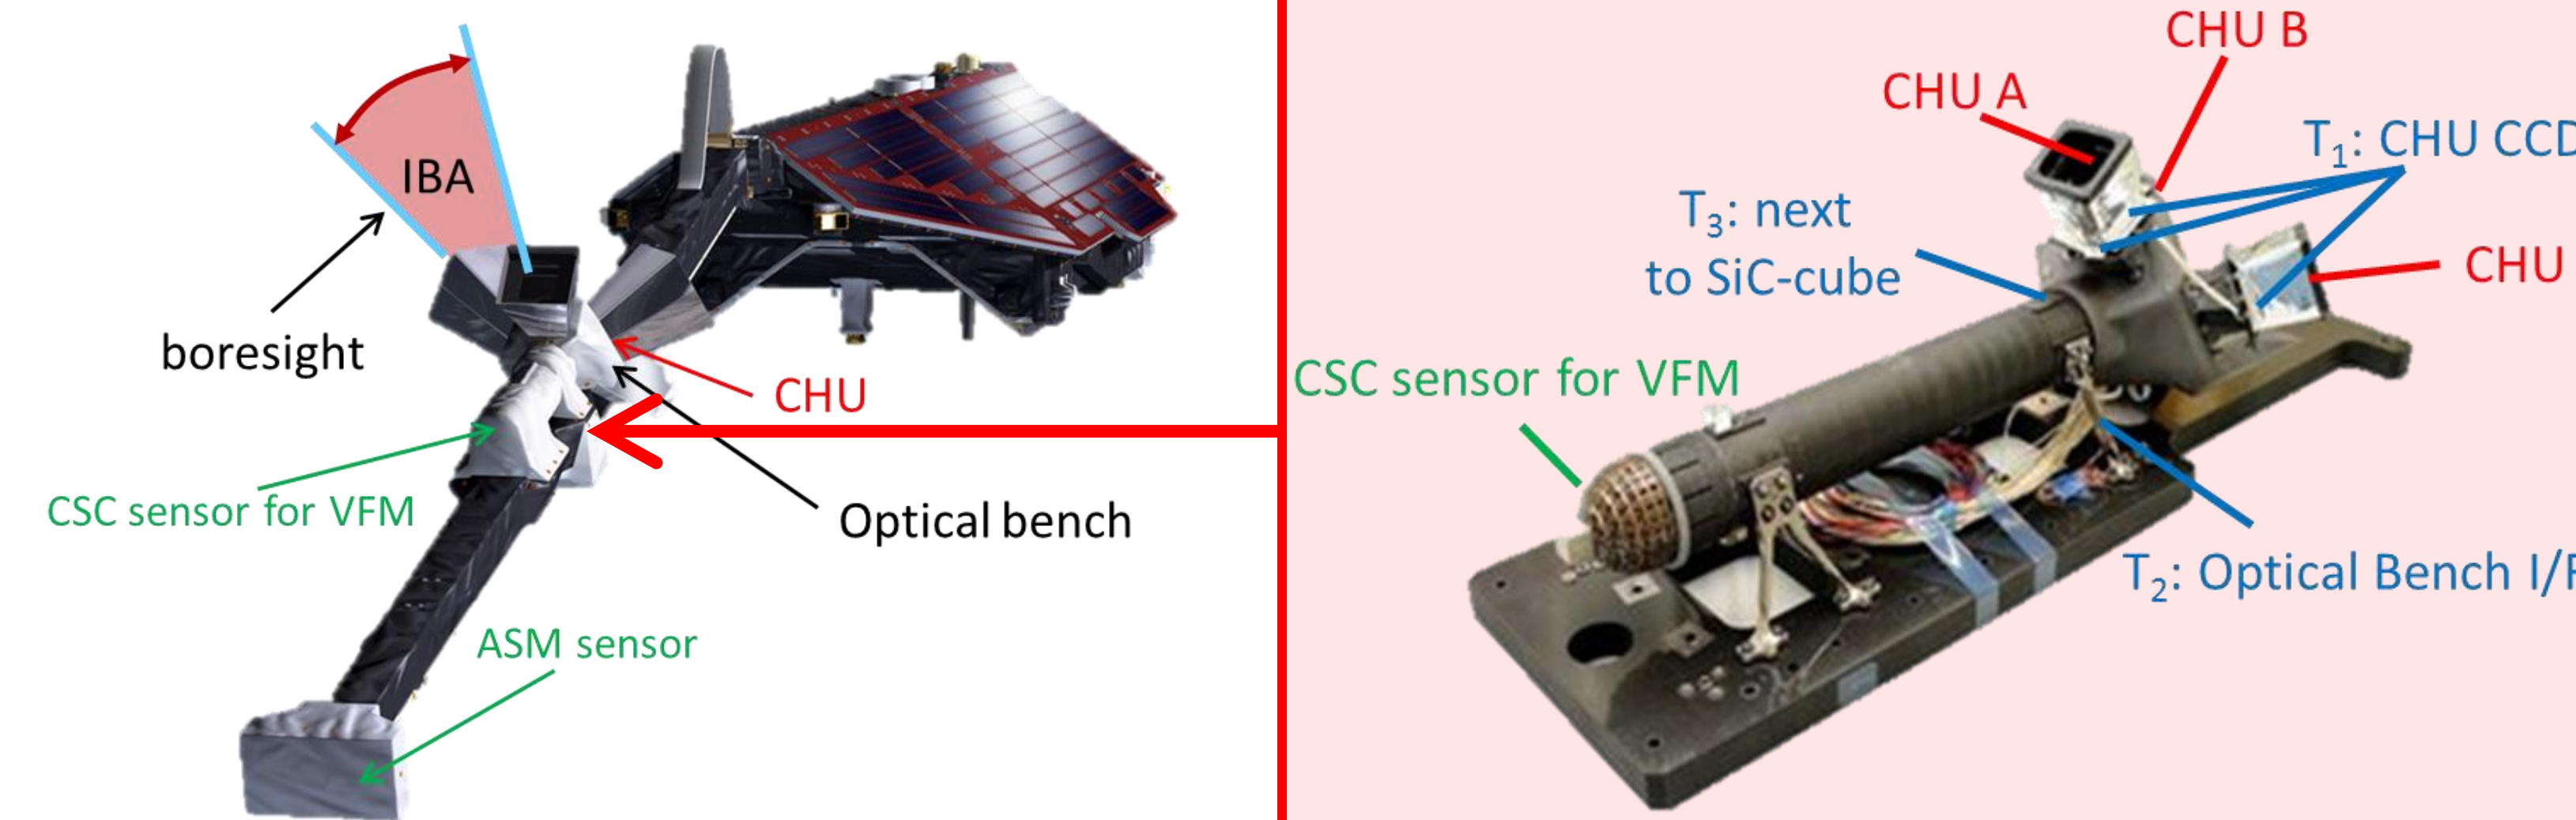 IBA
boresight
CHU
CSC sensor for VFM
Optical bench
ASM sensor
CHU B
CHU A
T₁: CHU CCD
T₃: next
to SiC-cube
CHU
CSC sensor for VFM
T₂: Optical Bench I/F